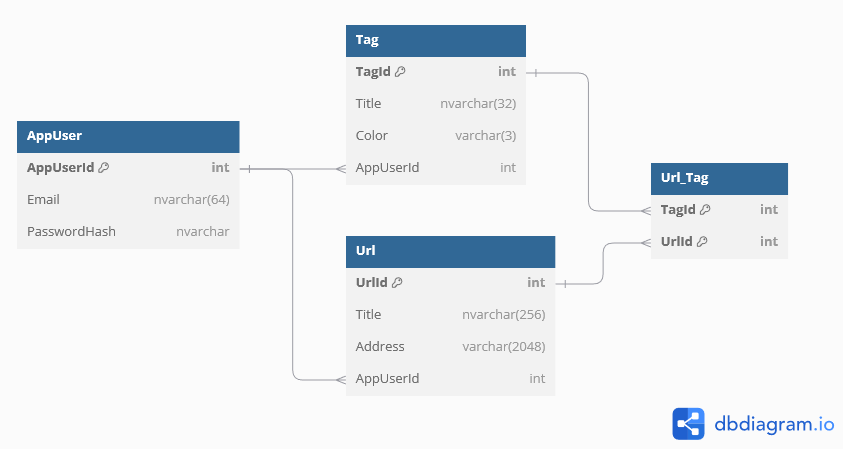 Tag
TagId int
Title nvarchar(32)
Color varchar(3)
AppUserId int
AppUser
AppUserId int
Email nvarchar(64)
PasswordHash nvarchar
Url_Tag
TagId int
UrlId int
Url
UrlId int
Title nvarchar(256)
Address varchar(2048)
AppUserId int
dbdiagram.io